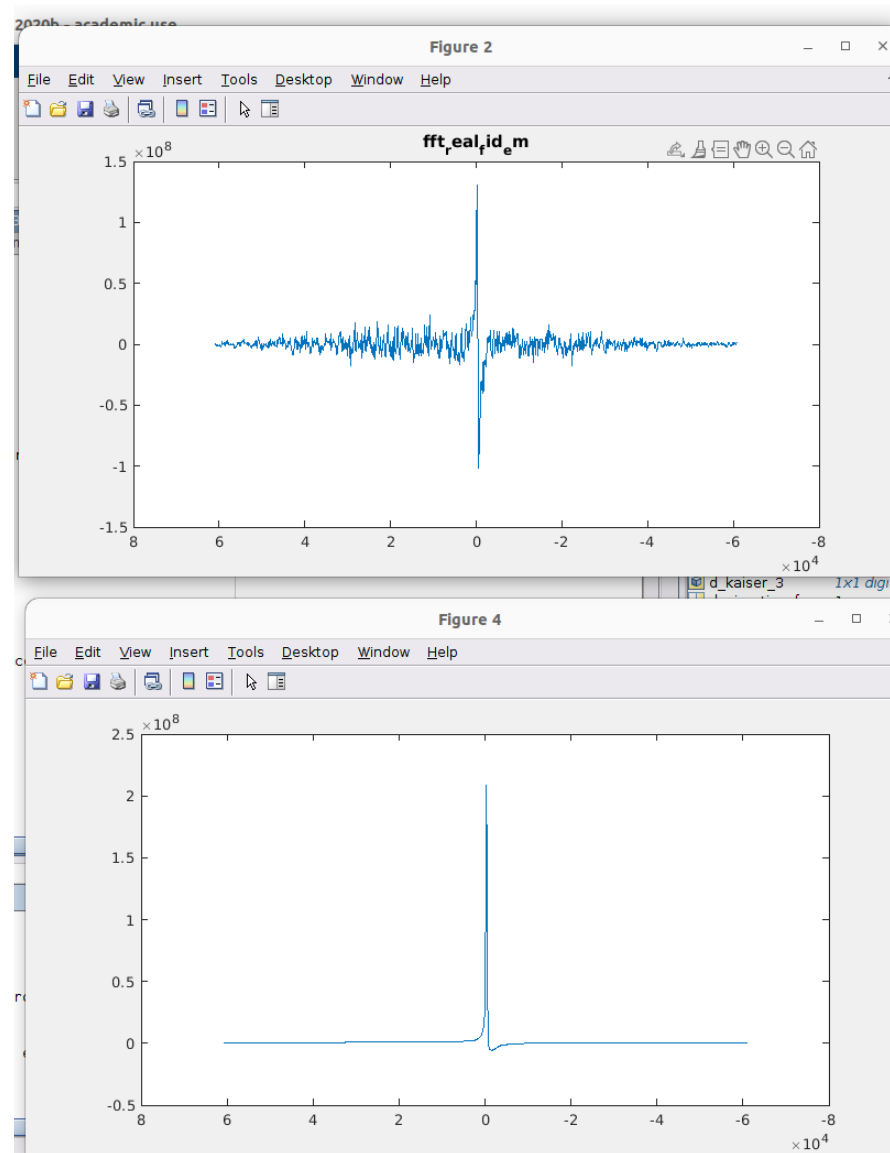 2020b - academic use
Figure 2
File Edit View Insert Tools Desktop Window Help
fft_real_fid_em
×10^8
1.5
1
0.5
0
-0.5
-1
-1.5
8 6 4 2 0 -2 -4 -6 -8
×10^4
d_kaiser_3 1x1 digi
Figure 4
File Edit View Insert Tools Desktop Window Help
×10^8
2.5
2
1.5
1
0.5
0
-0.5
8 6 4 2 0 -2 -4 -6 -8
×10^4